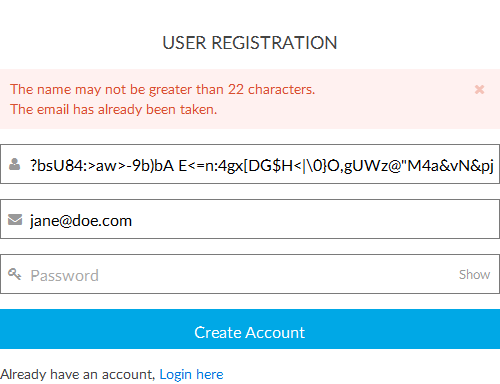 USER REGISTRATION
The name may not be greater than 22 characters.
The email has already been taken.
?bsU84:>aw>-9b)bA E<=n:4gx[DG$H<|\0}O,gUWz@"M4a&vN&pj
jane@doe.com
Password Show
Create Account
Already have an account, Login here